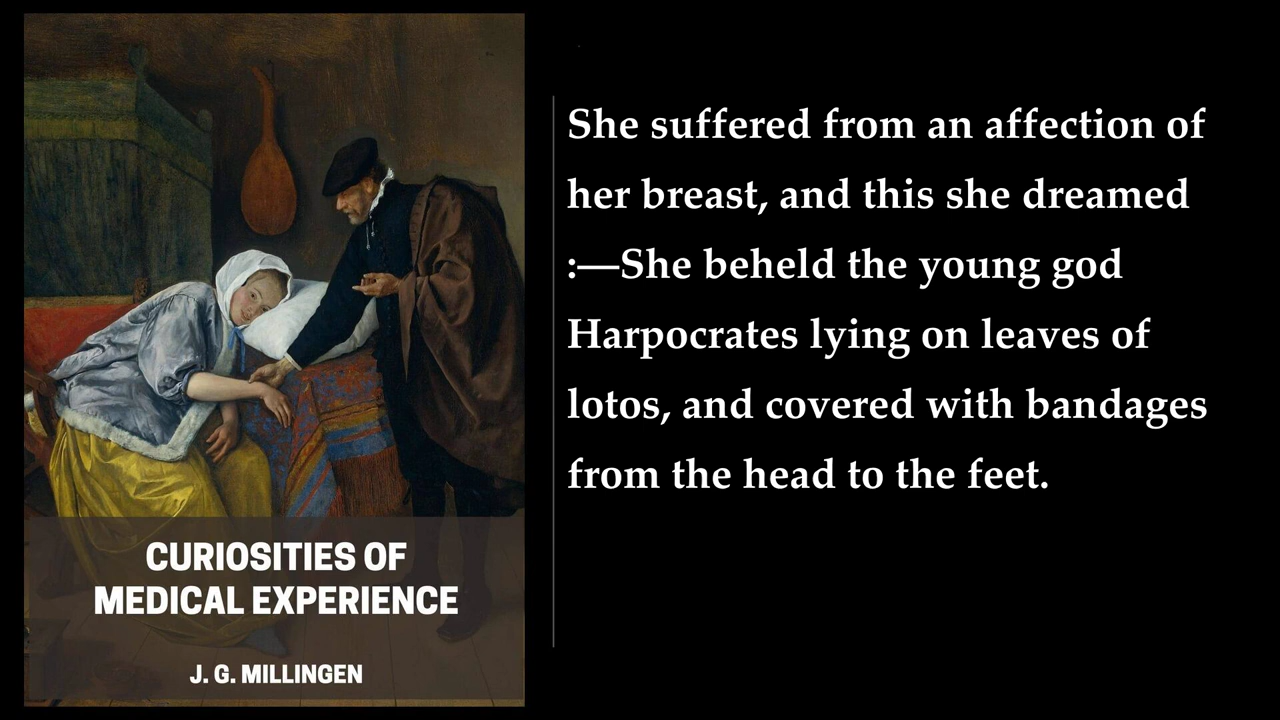 CURIOSITIES OF
MEDICAL EXPERIENCE
J. G. MILLINGEN
She suffered from an affection of
her breast, and this she dreamed
:—She beheld the young god
Harpocrates lying on leaves of
lotos, and covered with bandages
from the head to the feet.